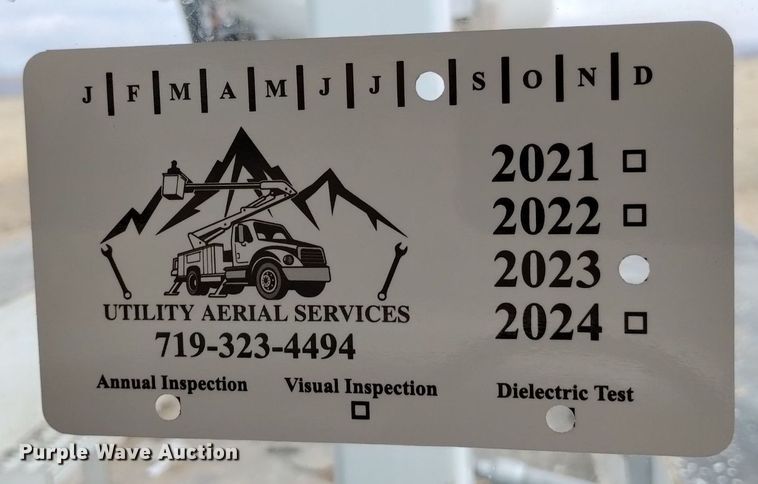 J F M A M J J S O N D
2021
2022
2023
2024
UTILITY AERIAL SERVICES
719-323-4494
Annual Inspection Visual Inspection Dielectric Test
Purple Wave Auction